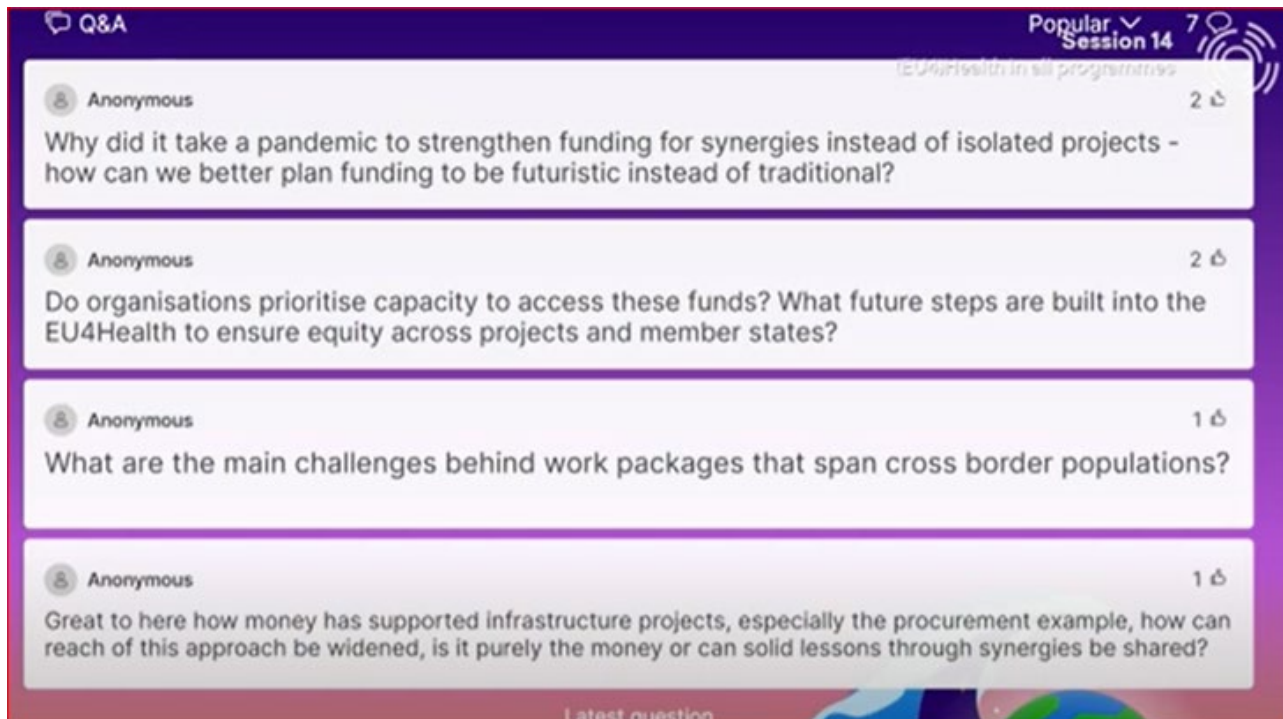 Q&A
Popular 7
Session 14
(EU4)Health in all programmes
Anonymous
2
Why did it take a pandemic to strengthen funding for synergies instead of isolated projects -
how can we better plan funding to be futuristic instead of traditional?
Anonymous
2
Do organisations prioritise capacity to access these funds? What future steps are built into the
EU4Health to ensure equity across projects and member states?
Anonymous
1
What are the main challenges behind work packages that span cross border populations?
Anonymous
1
Great to here how money has supported infrastructure projects, especially the procurement example, how can
reach of this approach be widened, is it purely the money or can solid lessons through synergies be shared?
Latest question